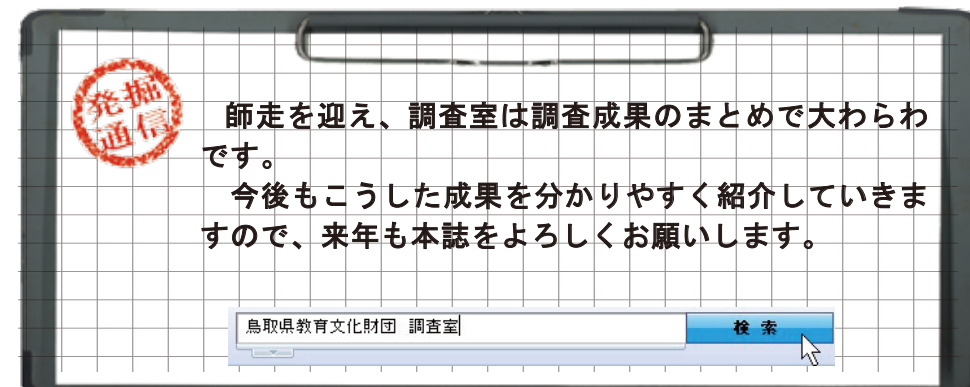 発掘
通信
師走を迎え、調査室は調査成果のまとめで大わらわ
です。
今後もこうした成果を分かりやすく紹介していきま
すので、来年も本誌をよろしくお願いします。
鳥取県教育文化財団 調査室
検 索